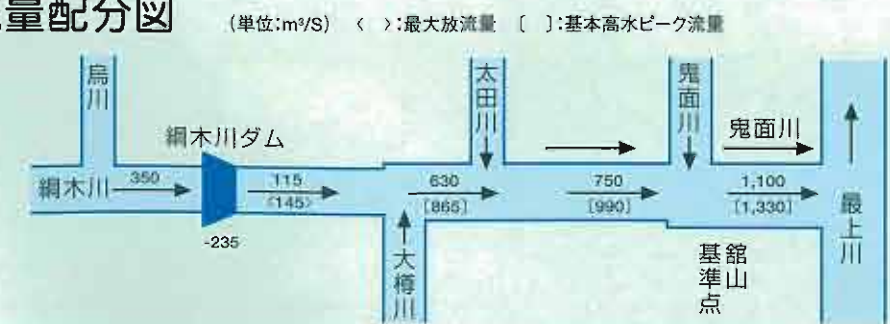 量配分図
(単位:m³/S) 〈 〉:最大放流量 〔 〕:基本高水ピーク流量
烏川
太田川
鬼面川
綱木川ダム
鬼面川
綱木川
350
115
〈145〉
630
〔865〕
750
〔990〕
1,100
〔1,330〕
-235
大樽川
舘山
基準点
最上川